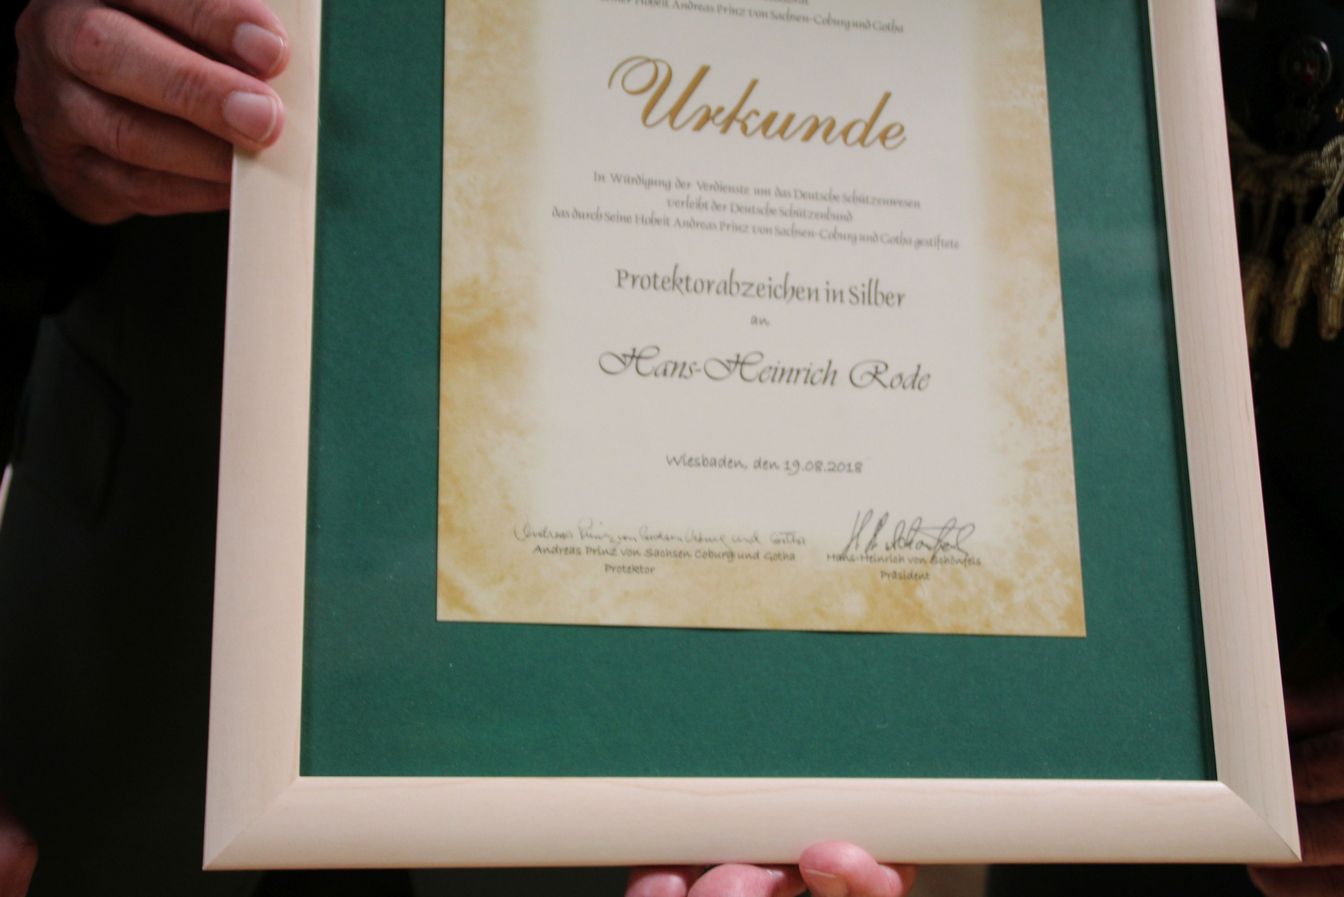 Seiner Hoheit Andreas Prinz von Sachsen-Coburg und Gotha
Urkunde
In Würdigung der Verdienste um das Deutsche Schützenwesen
verleiht der Deutsche Schützenbund
das durch Seine Hoheit Andreas Prinz von Sachsen-Coburg und Gotha gestiftete
Protektorabzeichen in Silber
an
Hans-Heinrich Rode
Wiesbaden, den 19.08.2018
Andreas Prinz von Sachsen Coburg und Gotha
Hans-Heinrich von Schönfels
Protektor
Präsident